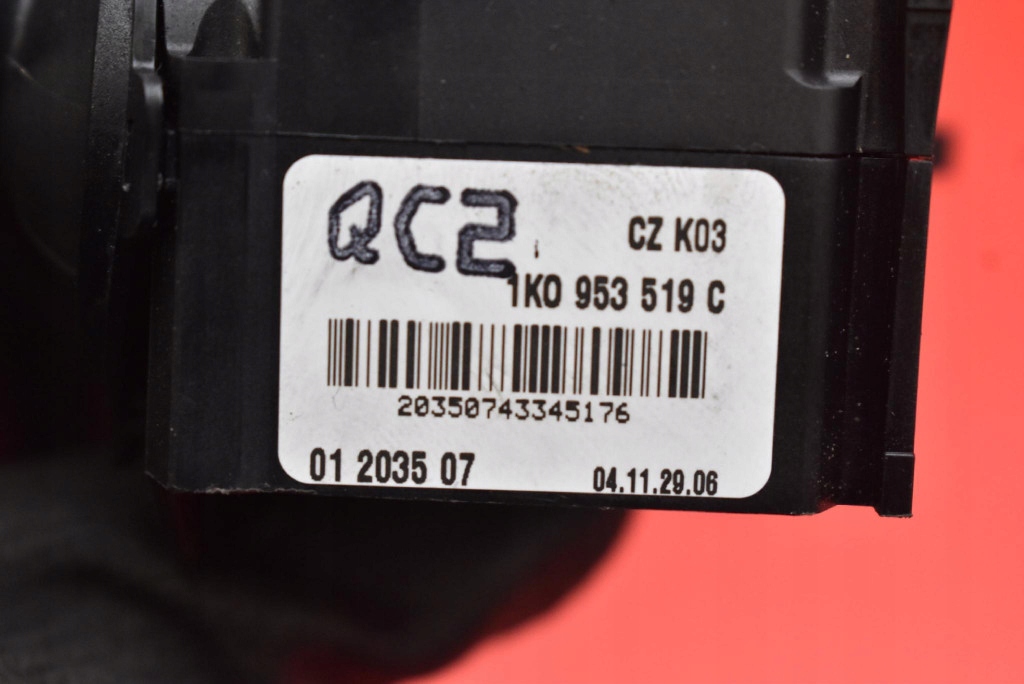 QC2
CZ K03
1K0 953 519 C
20350743345176
01 2035 07
04.11.29.06